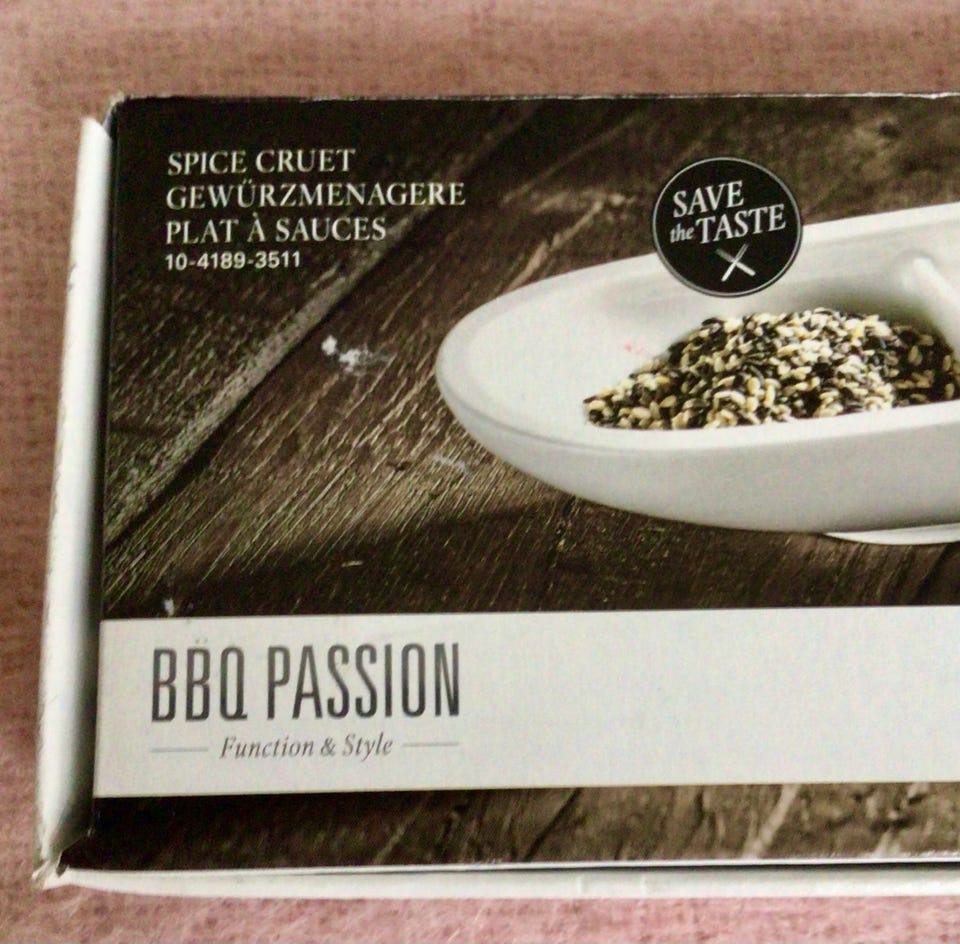 SPICE CRUET
GEWÜRZMENAGERE
PLAT À SAUCES
10-4189-3511
SAVE
the TASTE
BBQ PASSION
Function & Style